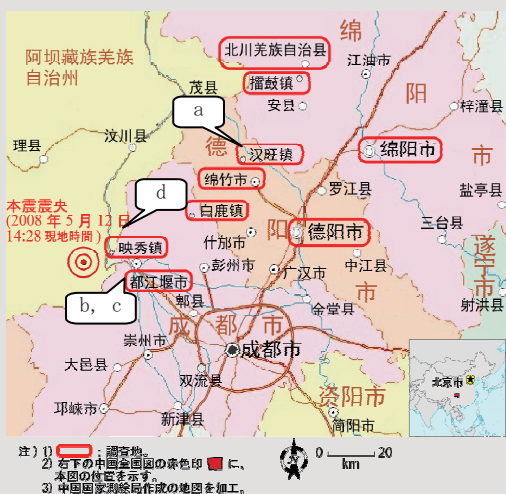 绵
北川羌族自治县
江油市
阿坝藏族羌族
自治州
擂鼓镇
茂县
阳
安县
梓潼县
a
汶川县
德
绵阳市
理县
汉旺镇
市
绵竹市
罗江县
盐亭县
d
本震震央
(2008 年 5 月 12 日
14:28 現地時間)
白鹿镇
阳
德阳市
三台县
什邡市
遂宁市
映秀镇
彭州市
广汉市
中江县
都江堰市
市
射洪县
b, c
郫县
金堂县
成都市
崇州市
成都市
大邑县
双流县
北京市
资阳市
邛崃市
新津县
简阳市
注) 1) : 調査地。
2) 右下の中国全国図の赤色印 に、
本図の位置を示す。
3) 中国国家測絵局作成の地図を加工。
0 20
km